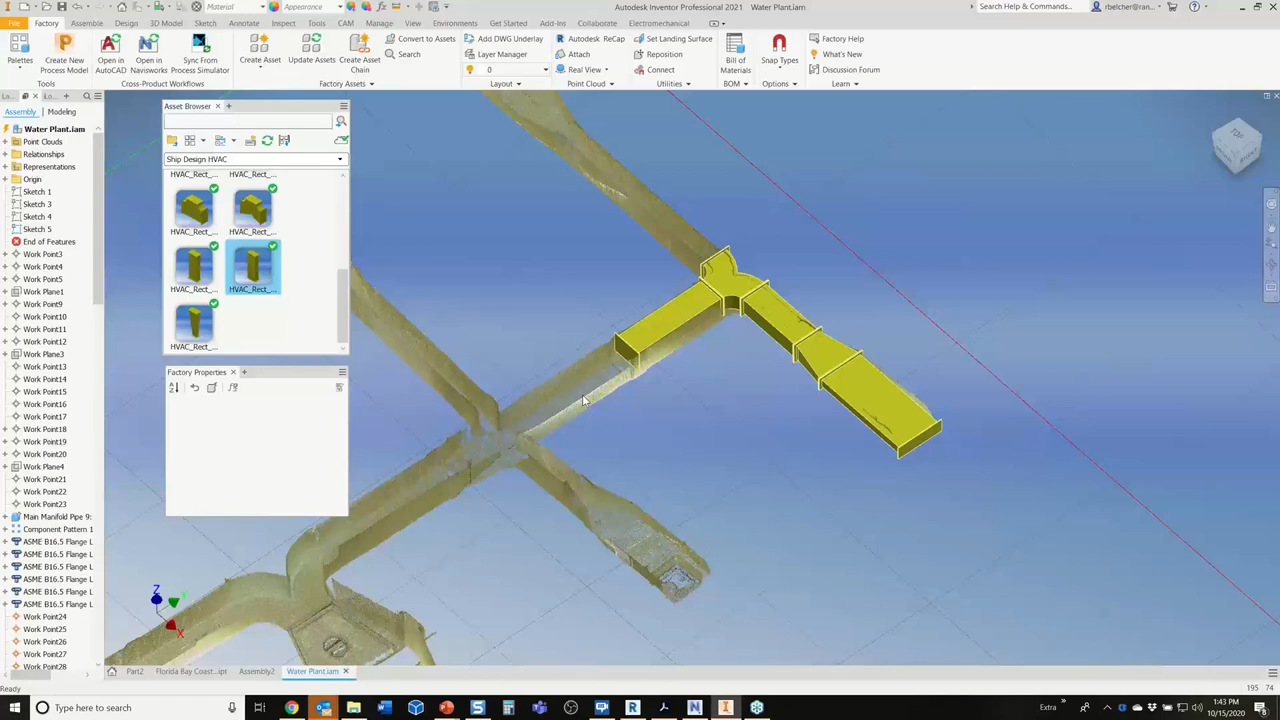 Material
Appearance
Autodesk Inventor Professional 2021 Water Plant.iam
Search Help & Commands...
rbelcher@ran...
File Factory Assemble Design 3D Model Sketch Annotate Inspect Tools CAM Manage View Environments Get Started Add-Ins Collaborate Electromechanical
Palettes
Create New Process Model
Open in AutoCAD
Open in Navisworks
Sync From Process Simulator
Create Asset
Update Assets
Create Asset Chain
Convert to Assets
Search
Add DWG Underlay
Layer Manager
0
Autodesk ReCap
Attach
Real View
Set Landing Surface
Reposition
Connect
Bill of Materials
Snap Types
Factory Help
What's New
Discussion Forum
Tools Cross-Product Workflows Factory Assets Layout Point Cloud Utilities BOM Options Learn
Lo...
Assembly Modeling
Water Plant.iam
Point Clouds
Relationships
Representations
Origin
Sketch 1
Sketch 3
Sketch 4
Sketch 5
End of Features
Work Point3
Work Point4
Work Point5
Work Plane1
Work Point9
Work Point10
Work Point11
Work Point12
Work Plane3
Work Point13
Work Point14
Work Point15
Work Point16
Work Point17
Work Point18
Work Point19
Work Point20
Work Plane4
Work Point21
Work Point22
Work Point23
Main Manifold Pipe 9:
Component Pattern 1
ASME B16.5 Flange L
ASME B16.5 Flange L
ASME B16.5 Flange L
ASME B16.5 Flange L
ASME B16.5 Flange L
ASME B16.5 Flange L
Work Point24
Work Point25
Work Point26
Work Point27
Work Point28
Asset Browser
Ship Design HVAC
HVAC_Rect_... HVAC_Rect_...
HVAC_Rect_... HVAC_Rect_...
HVAC_Rect_... HVAC_Rect_...
HVAC_Rect_...
Factory Properties
TOP
Z
Y
X
Part2 Florida Bay Coast...ipt Assembly2 Water Plant.iam
Ready
195 74
Type here to search
Extra
1:43 PM
10/15/2020